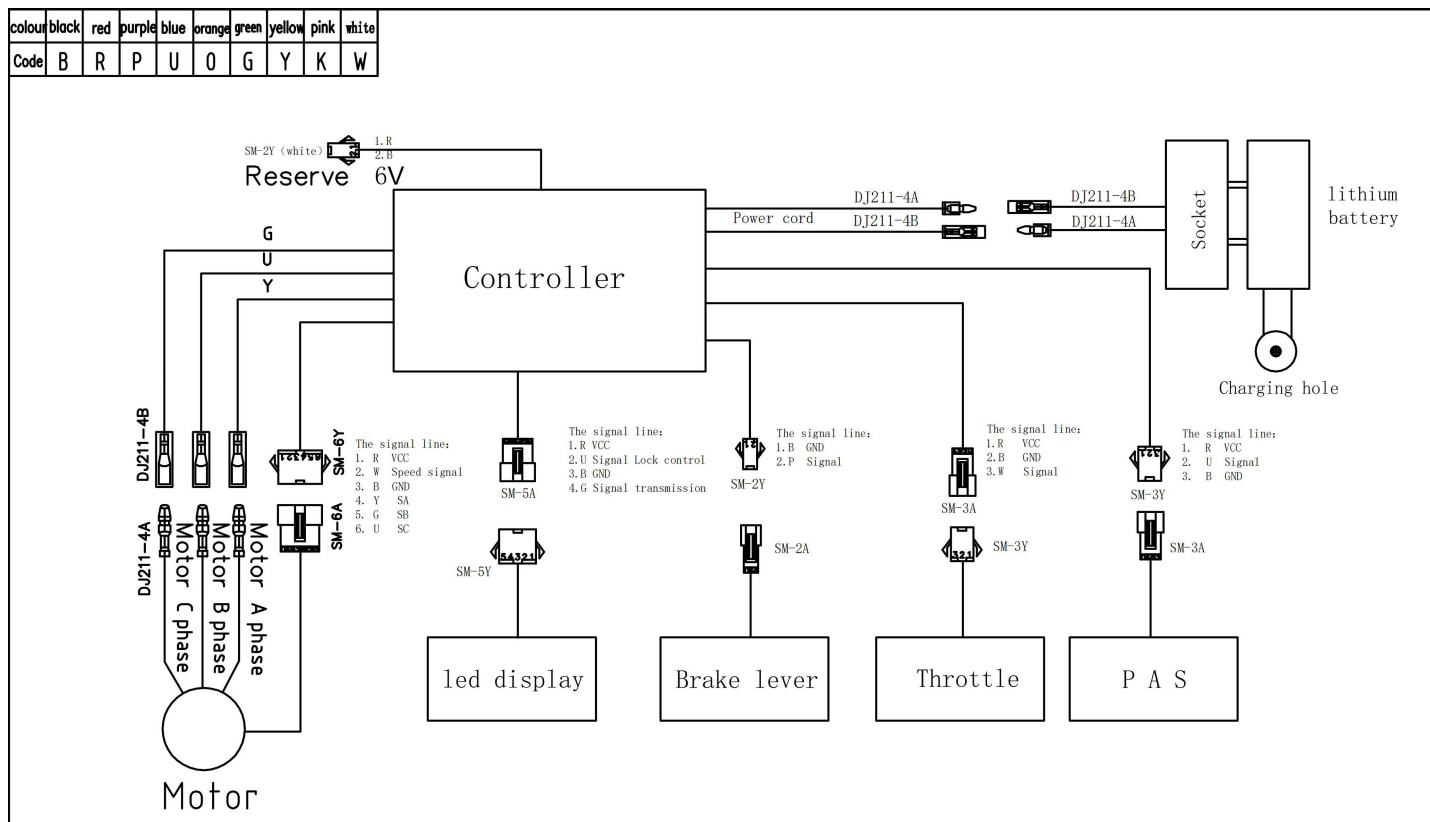 colour black red purple blue orange green yellow pink white
Code B R P U O G Y K W
SM-2Y (white)
21
1.R
2.B
Reserve 6V
Controller
Power cord
DJ211-4A
DJ211-4B
DJ211-4B
DJ211-4A
Socket
lithium
battery
Charging hole
G
U
Y
DJ211-4B
DJ211-4A
Motor C phase
Motor B phase
Motor A phase
Motor
654321
SM-6Y
SM-6A
The signal line:
1. R VCC
2. W Speed signal
3. B GND
4. Y SA
5. G SB
6. U SC
SM-5A
The signal line:
1.R VCC
2.U Signal Lock control
3.B GND
4.G Signal transmission
54321
SM-5Y
led display
21
SM-2Y
The signal line:
1.B GND
2.P Signal
SM-2A
Brake lever
SM-3A
The signal line:
1.R VCC
2.B GND
3.W Signal
321
SM-3Y
Throttle
321
SM-3Y
The signal line:
1. R VCC
2. U Signal
3. B GND
SM-3A
P A S